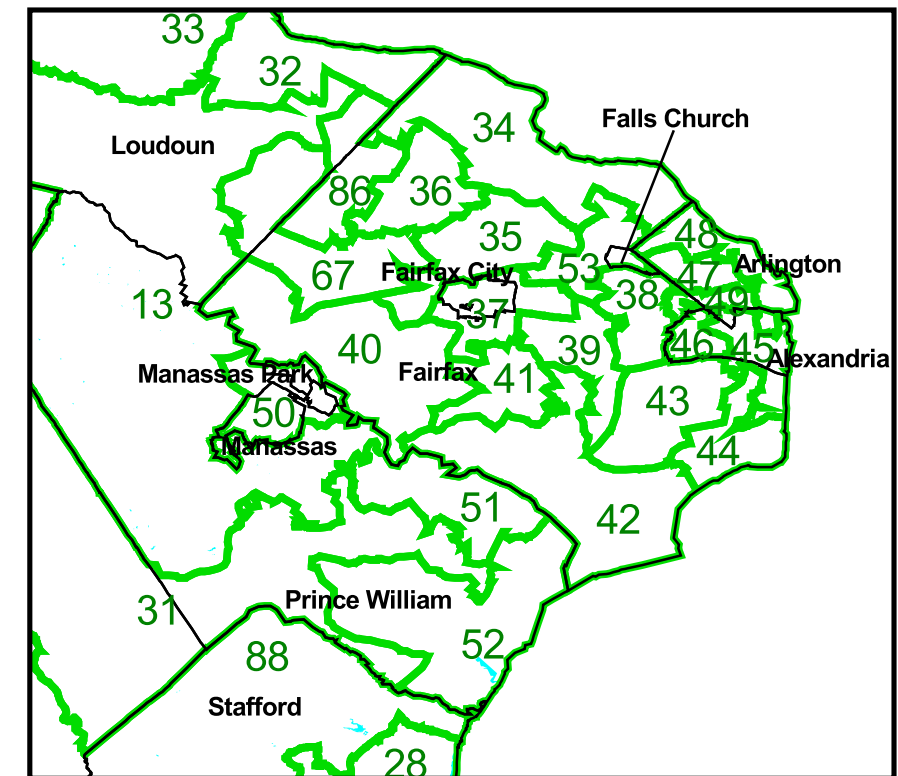 33
32
34
Falls Church
Loudoun
86
36
48
35
Arlington
53
47
Fairfax City
67
38
13
49
37
46
45
40
39
Alexandria
Manassas Park
Fairfax
41
43
50
Manassas
44
51
42
Prince William
31
52
88
Stafford
28